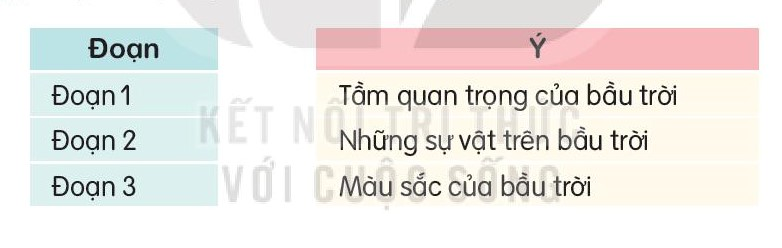 Đoạn Ý
Đoạn 1 Tầm quan trọng của bầu trời
Đoạn 2 Những sự vật trên bầu trời
Đoạn 3 Màu sắc của bầu trời
KẾT NỐI TRI THỨC
VỚI CUỘC SỐNG